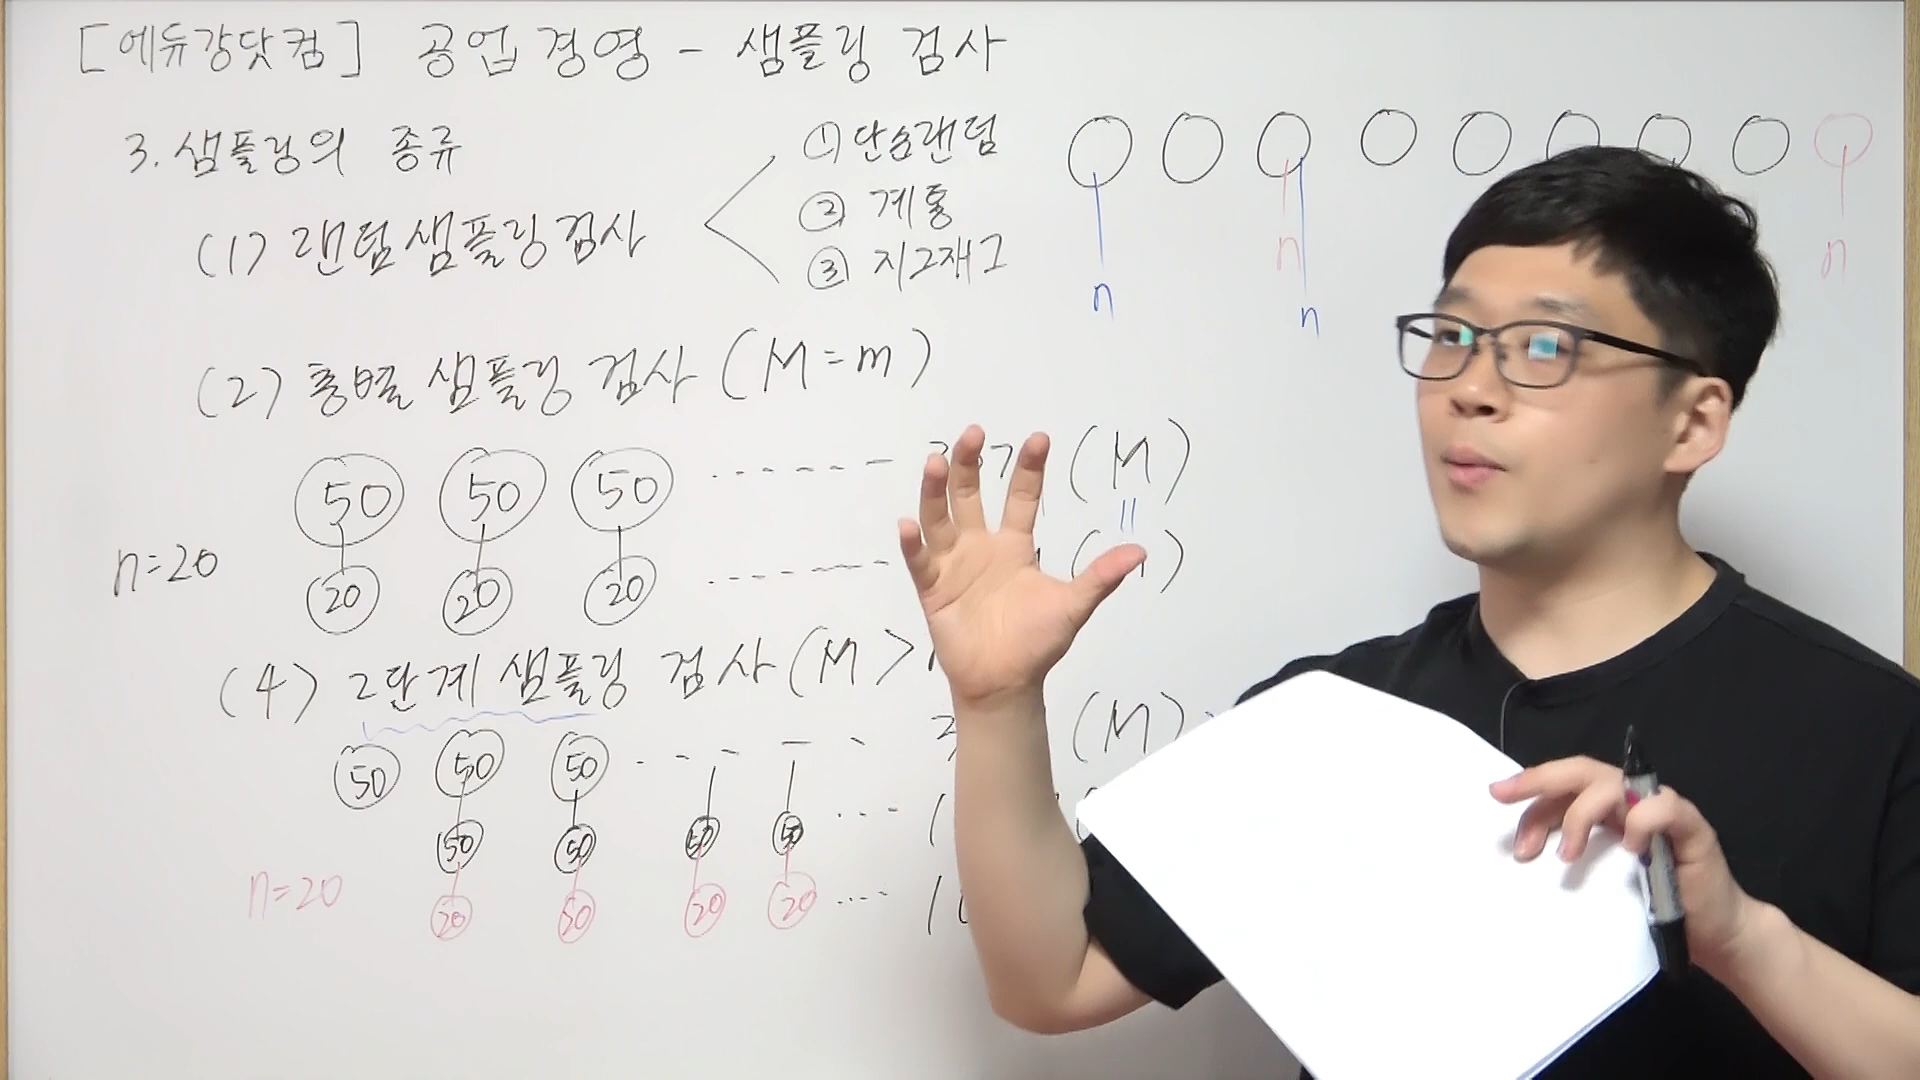 [에듀강닷컴] 공업경영 - 샘플링 검사
3. 샘플링의 종류
(1) 랜덤샘플링검사
① 단순랜덤
② 계통
③ 지그재그
n n
n n
(2) 층별 샘플링 검사 (M=m)
50 50 50 ------ (M)
=
n=20 20 20 20 ------
(4) 2단계 샘플링 검사 (M >
50 50 50 ----- 3 (M)
50 50 50 50 ... 1
n=20 20 20 20 20 .... 10